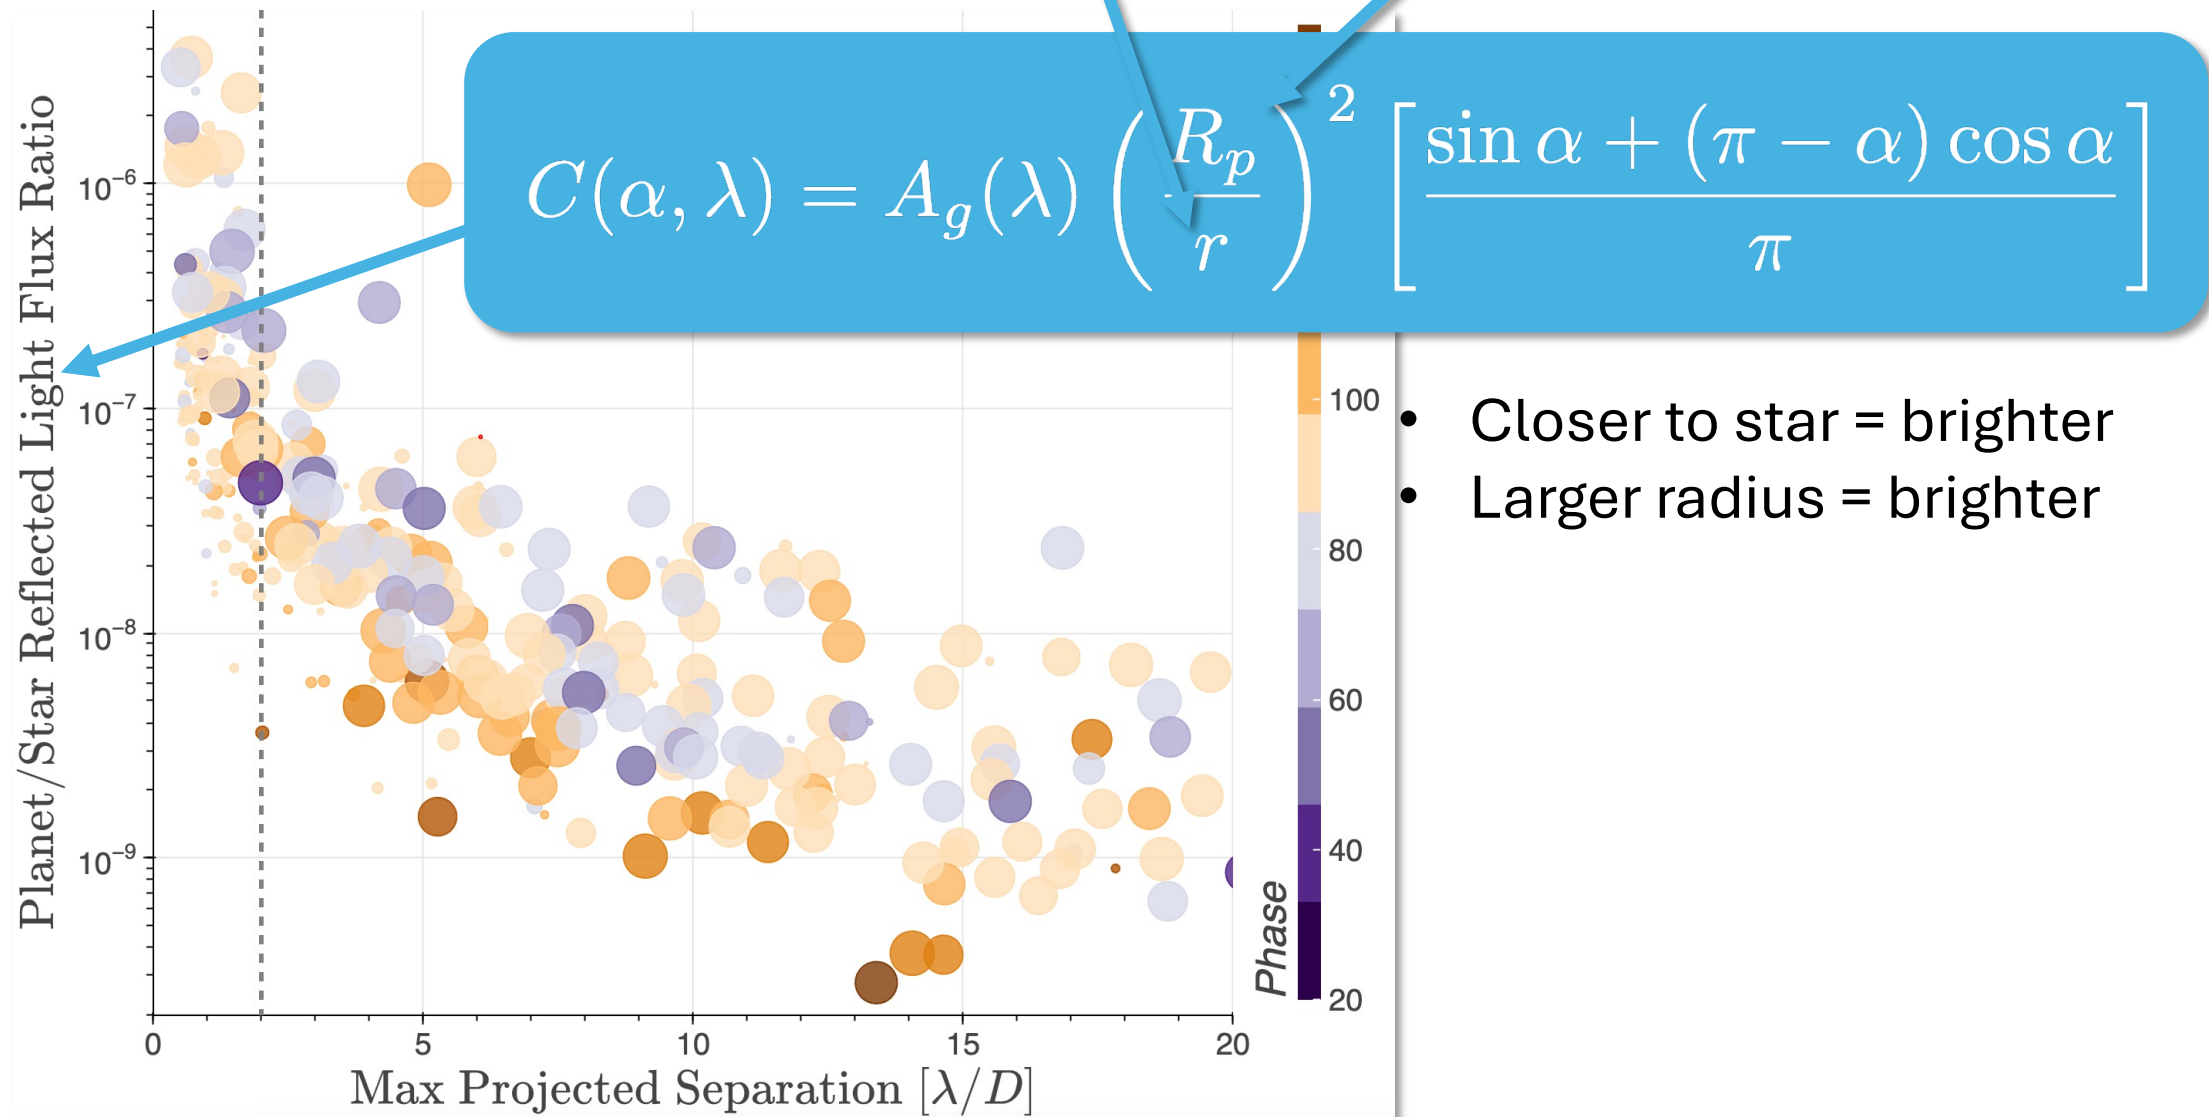 Planet/Star Reflected Light Flux Ratio
10⁻⁶
10⁻⁷
10⁻⁸
10⁻⁹
0
5
10
15
20
Max Projected Separation [λ/D]
C(α, λ) = A_g(λ) (R_p / r)² [ (sin α + (π − α) cos α) / π ]
100
80
60
40
20
Phase
• Closer to star = brighter
• Larger radius = brighter